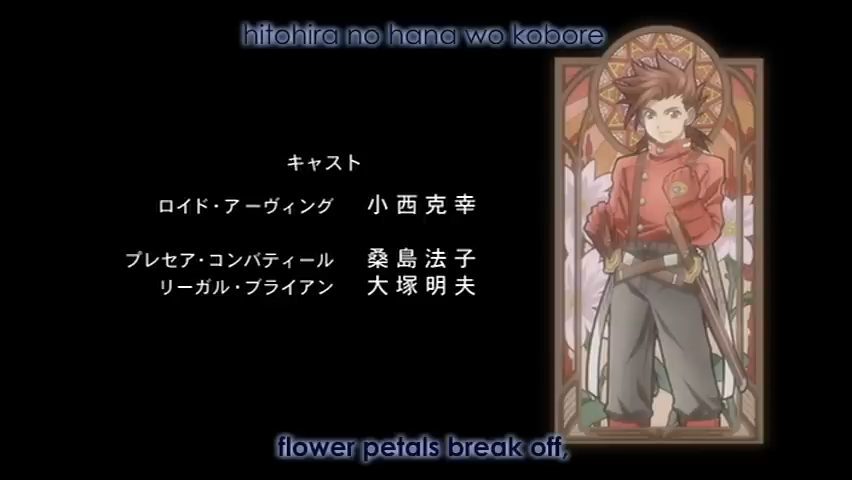 hitohira no hana wo kobore
キャスト
ロイド・アーヴィング 小西克幸
プレセア・コンバティール 桑島法子
リーガル・ブライアン 大塚明夫
flower petals break off,